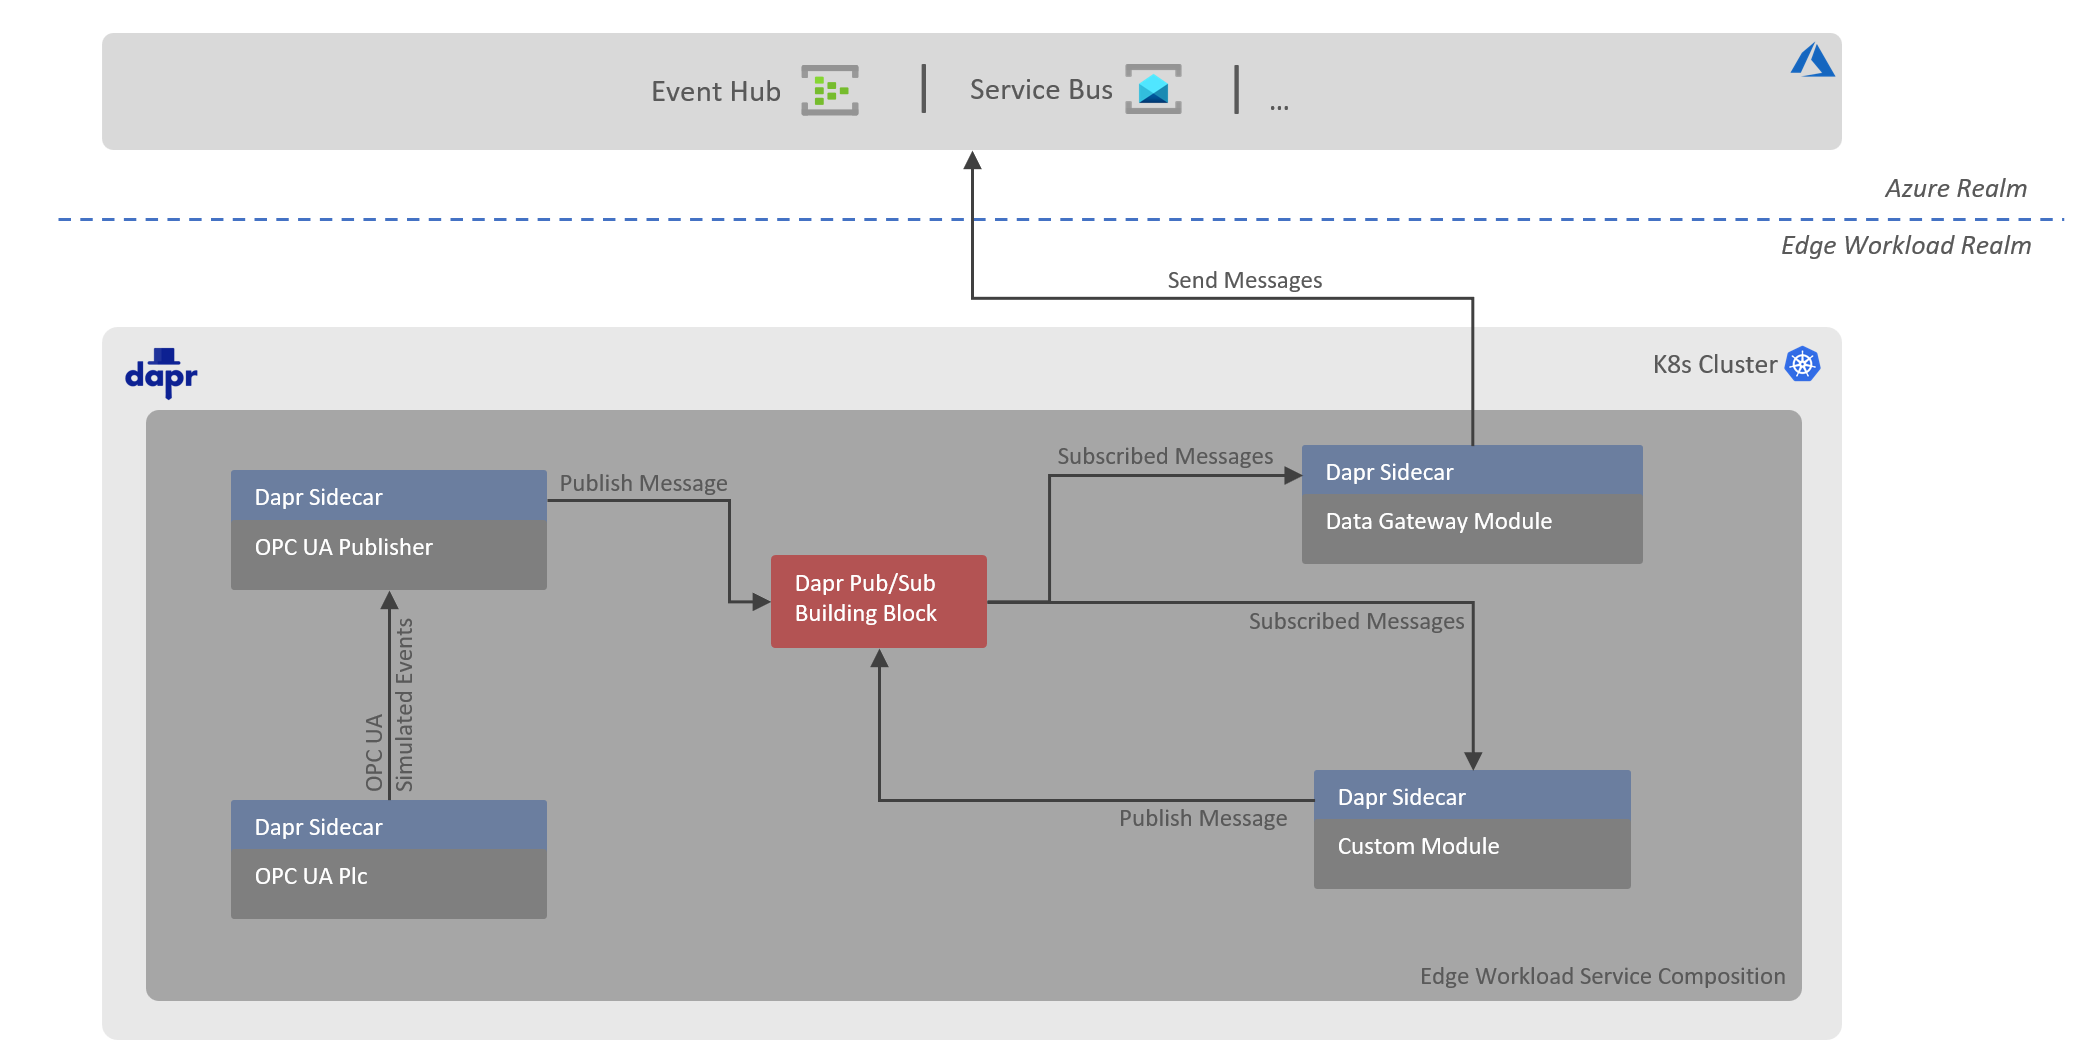 Event Hub
Service Bus
...
Azure Realm
Edge Workload Realm
Send Messages
dapr
K8s Cluster
Subscribed Messages
Dapr Sidecar
Data Gateway Module
Publish Message
Dapr Sidecar
OPC UA Publisher
Dapr Pub/Sub
Building Block
Subscribed Messages
OPC UA
Simulated Events
Dapr Sidecar
OPC UA Plc
Publish Message
Dapr Sidecar
Custom Module
Edge Workload Service Composition